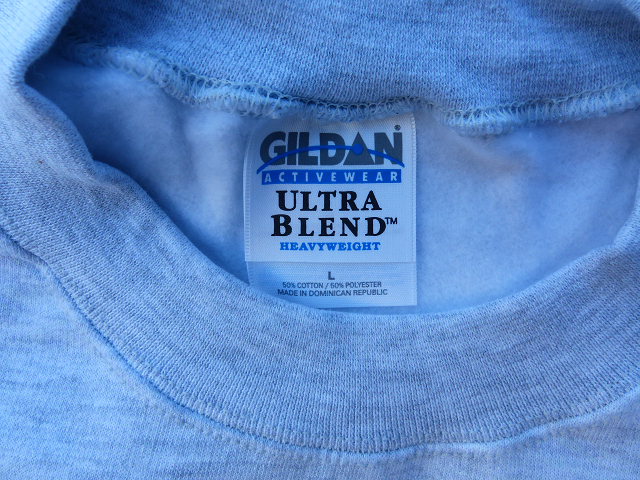 GILDAN®
ACTIVEWEAR
ULTRA
BLEND™
HEAVYWEIGHT
L
50% COTTON / 50% POLYESTER
MADE IN DOMINICAN REPUBLIC